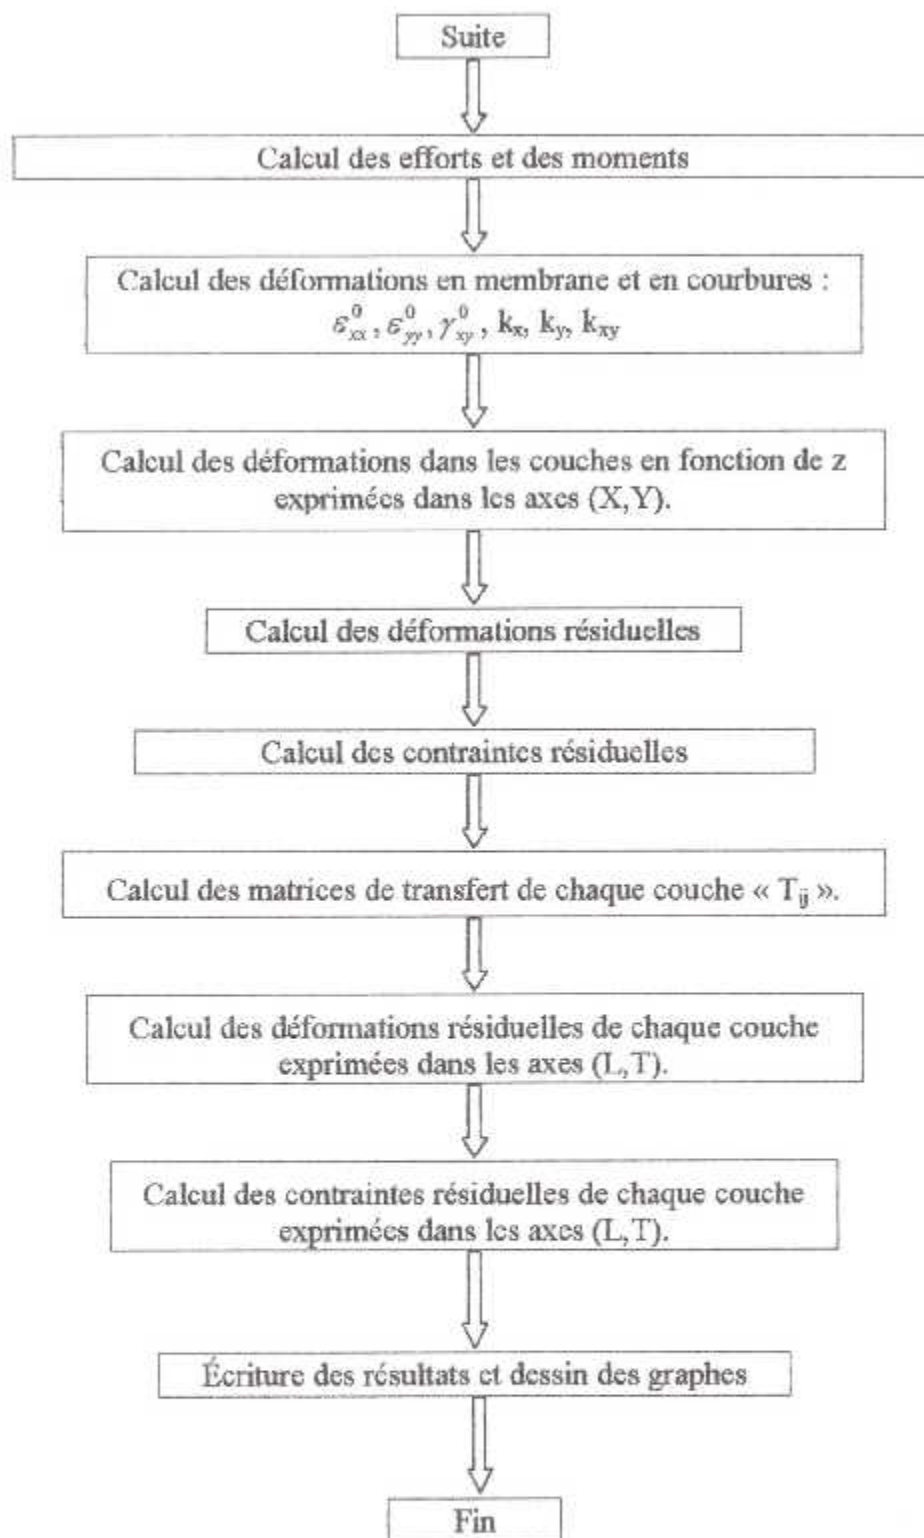 Suite
Calcul des efforts et des moments
Calcul des déformations en membrane et en courbures :
ε⁰xx, ε⁰yy, γ⁰xy, kx, ky, kxy
Calcul des déformations dans les couches en fonction de z
exprimées dans les axes (X,Y).
Calcul des déformations résiduelles
Calcul des contraintes résiduelles
Calcul des matrices de transfert de chaque couche « Tij ».
Calcul des déformations résiduelles de chaque couche
exprimées dans les axes (L,T).
Calcul des contraintes résiduelles de chaque couche
exprimées dans les axes (L,T).
Écriture des résultats et dessin des graphes
Fin